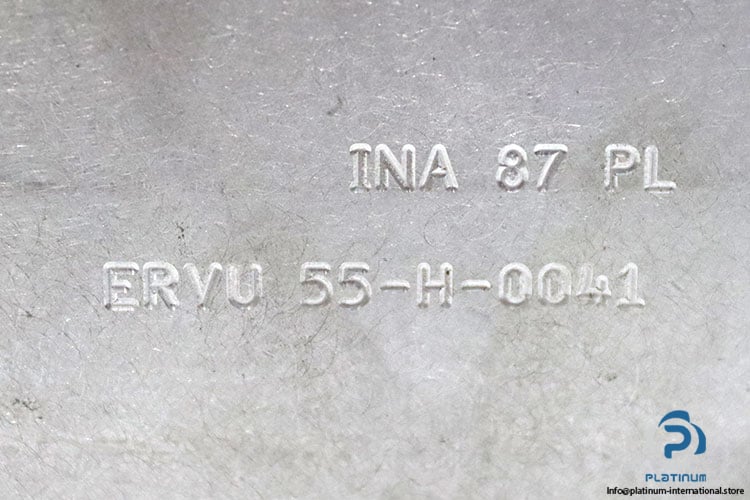 INA 87 PL
ERVU 55-H-0041
PLATINUM
Info@platinum-international.store